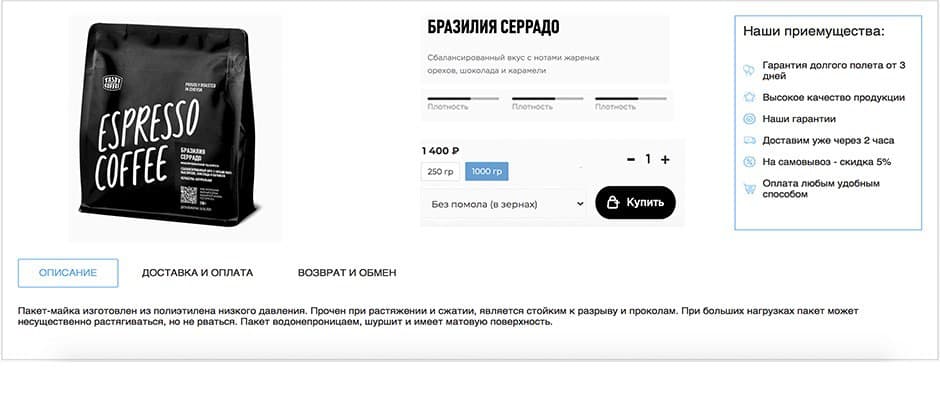 TASTY
COFFEE
PROUDLY ROASTED
ESPRESSO
COFFEE
БРАЗИЛИЯ
СЕРРАДО
БРАЗИЛИЯ СЕРРАДО
Сбалансированный вкус с нотами жареных
орехов, шоколада и карамели
Плотность Плотность Плотность
1 400 ₽
250 гр 1000 гр
1
Без помола (в зернах)
Купить
Наши приемущества:
Гарантия долгого полета от 3
дней
Высокое качество продукции
Наши гарантии
Доставим уже через 2 часа
На самовывоз - скидка 5%
Оплата любым удобным
способом
ОПИСАНИЕ ДОСТАВКА И ОПЛАТА ВОЗВРАТ И ОБМЕН
Пакет-майка изготовлен из полиэтилена низкого давления. Прочен при растяжении и сжатии, является стойким к разрыву и проколам. При больших нагрузках пакет может
несущественно растягиваться, но не рваться. Пакет водонепроницаем, шуршит и имеет матовую поверхность.